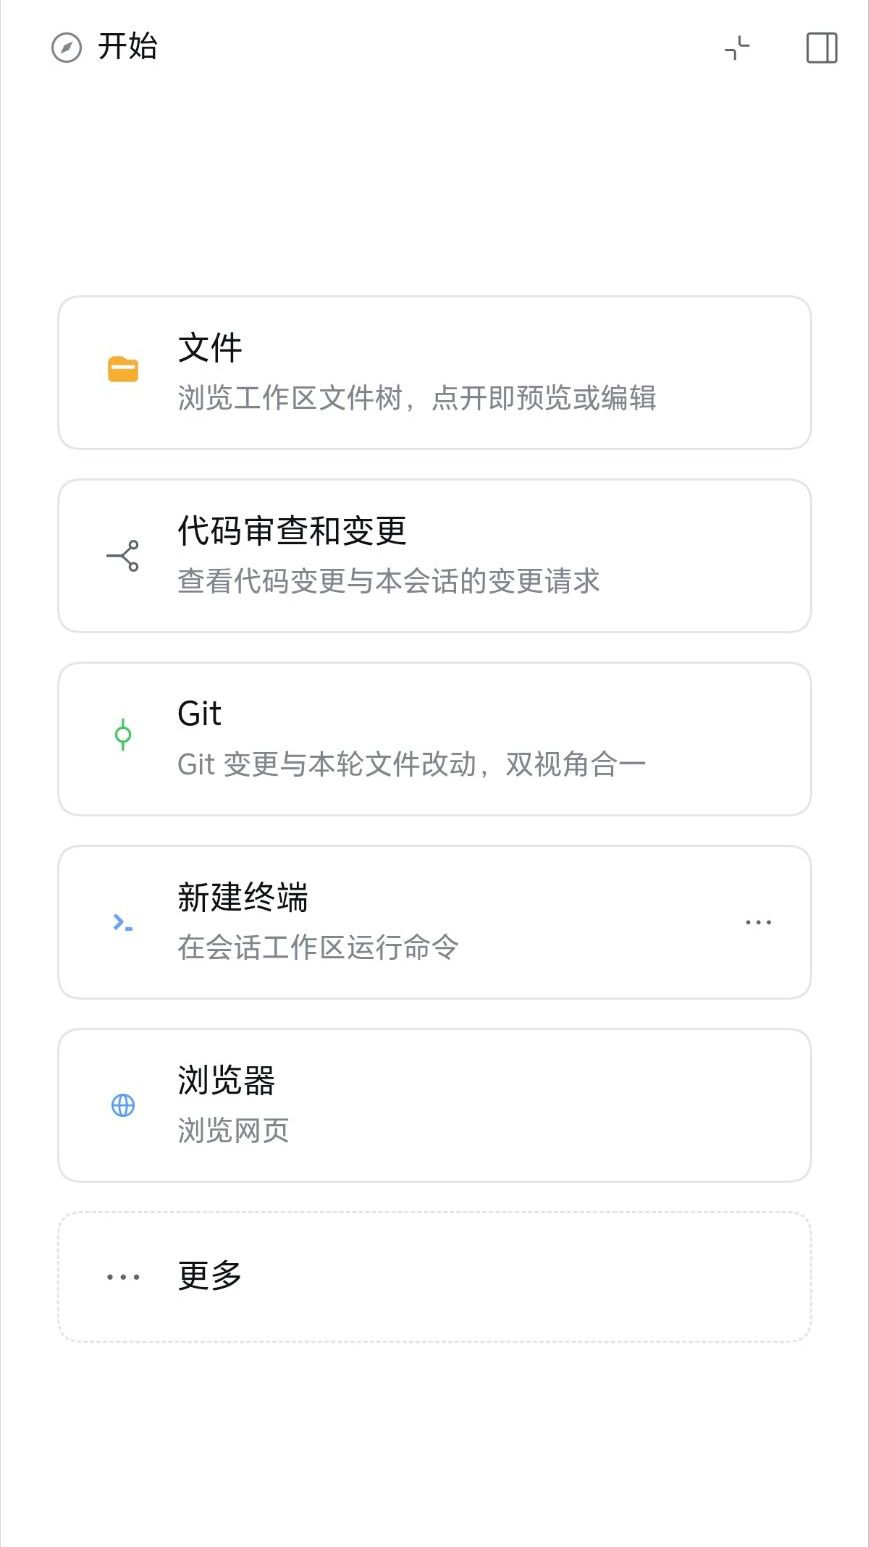 开始
文件
浏览工作区文件树，点开即预览或编辑
代码审查和变更
查看代码变更与本会话的变更请求
Git
Git 变更与本轮文件改动，双视角合一
新建终端
在会话工作区运行命令
浏览器
浏览网页
更多